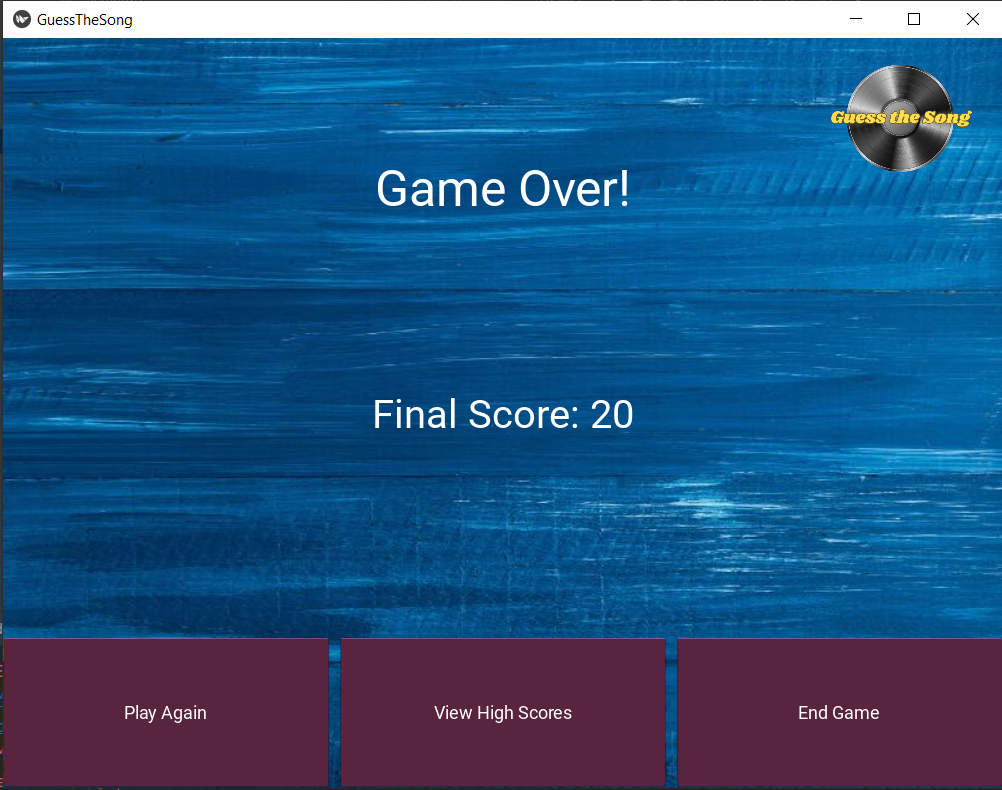 GuessTheSong
Guess the Song
Game Over!
Final Score: 20
Play Again
View High Scores
End Game